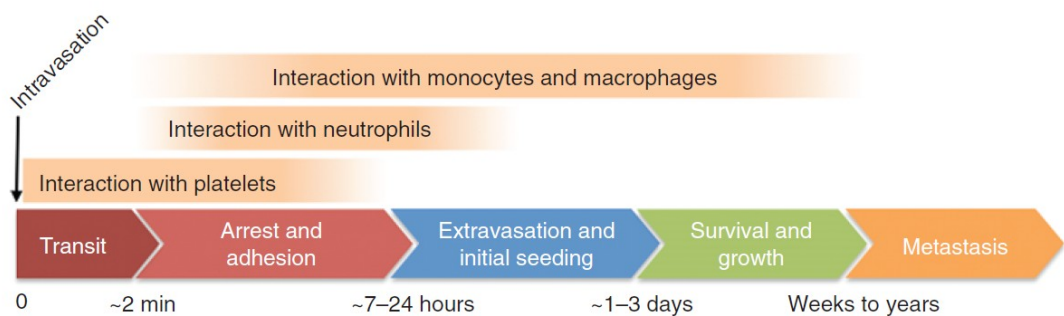 Intravasation
Interaction with monocytes and macrophages
Interaction with neutrophils
Interaction with platelets
Transit
Arrest and
adhesion
Extravasation and
initial seeding
Survival and
growth
Metastasis
0
~2 min
~7–24 hours
~1–3 days
Weeks to years